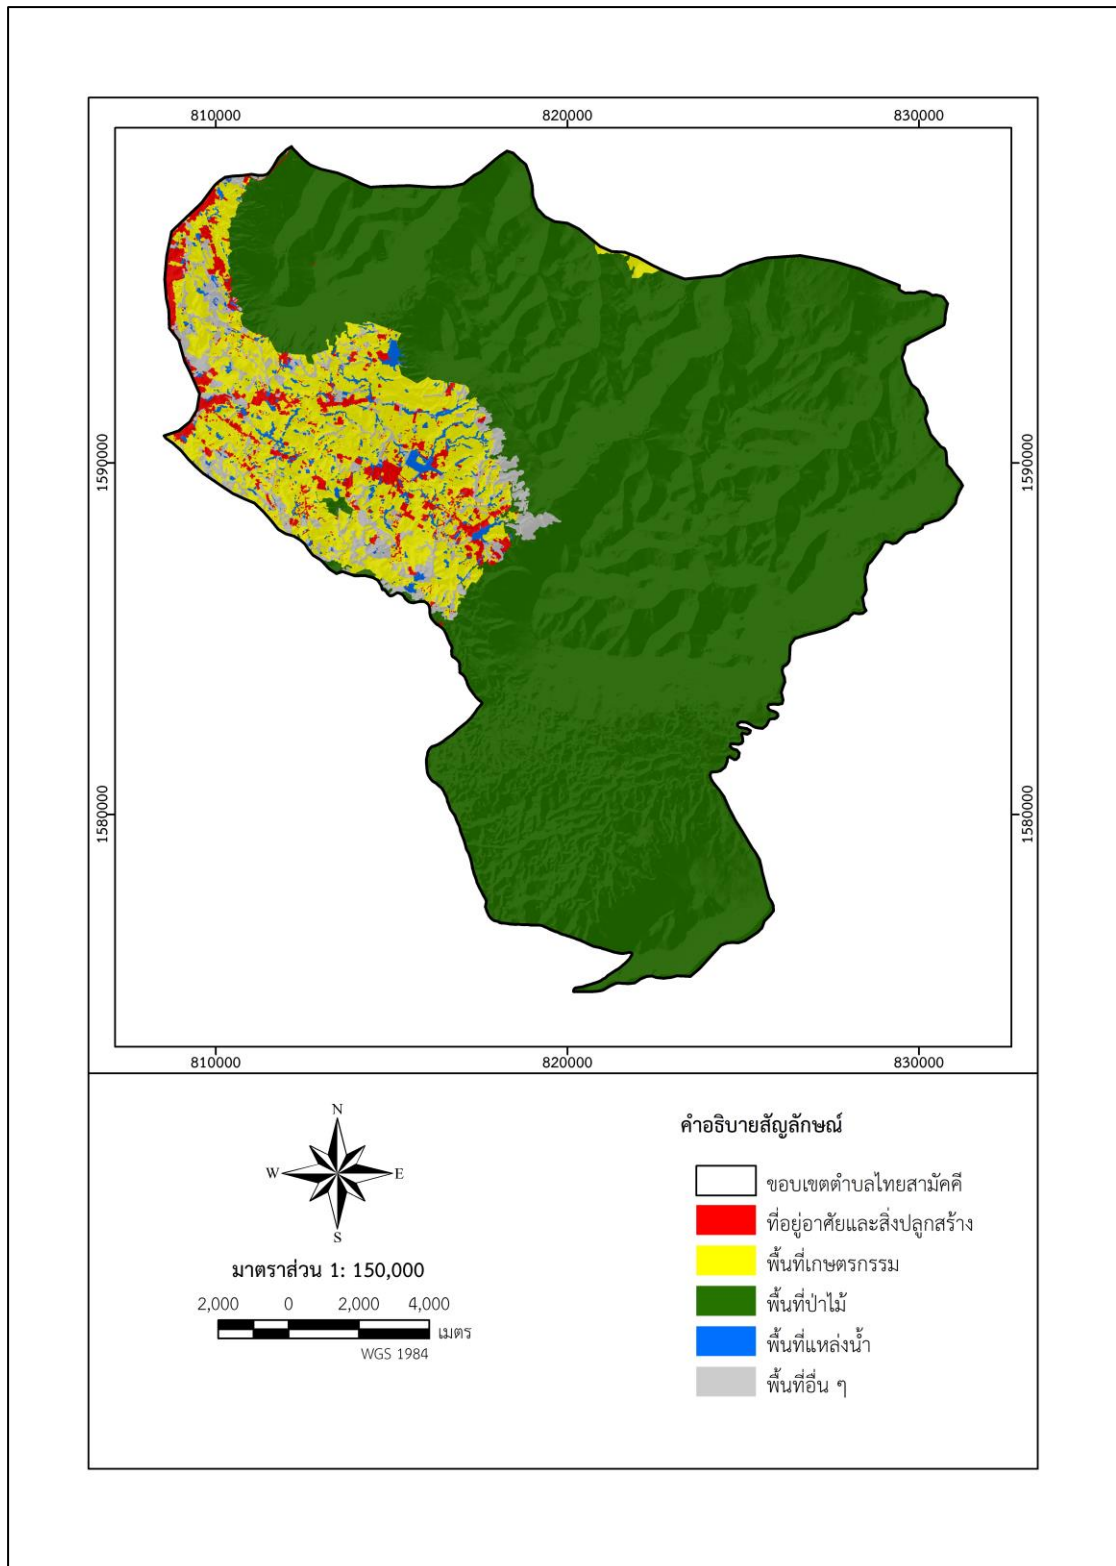 810000 820000 830000
1590000 1590000
1580000 1580000
810000 820000 830000
N
W E
S
มาตราส่วน 1: 150,000
2,000 0 2,000 4,000
เมตร
WGS 1984
คำอธิบายสัญลักษณ์
ขอบเขตตำบลไทยสามัคคี
ที่อยู่อาศัยและสิ่งปลูกสร้าง
พื้นที่เกษตรกรรม
พื้นที่ป่าไม้
พื้นที่แหล่งน้ำ
พื้นที่อื่น ๆ